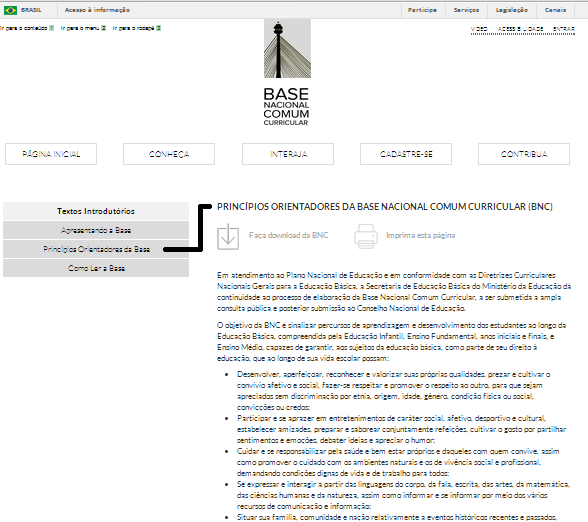 BRASIL Acesso à informação Participe Serviços Legislação Canais
Ir para o conteúdo 1 Ir para o menu 2 Ir para o rodapé 3 VIDEO ACESSIBILIDADE ENTRAR
BASE
NACIONAL
COMUM
CURRICULAR
PÁGINA INICIAL CONHEÇA INTERAJA CADASTRE-SE CONTRIBUA
Textos Introdutórios
Apresentando a Base
Princípios Orientadores da Base
Como Ler a Base
PRINCÍPIOS ORIENTADORES DA BASE NACIONAL COMUM CURRICULAR (BNC)
Faça download da BNC Imprima esta página
Em atendimento ao Plano Nacional de Educação e em conformidade com as Diretrizes Curriculares
Nacionais Gerais para a Educação Básica, a Secretaria de Educação Básica do Ministério da Educação dá
continuidade ao processo de elaboração da Base Nacional Comum Curricular, a ser submetida a ampla
consulta pública e posterior submissão ao Conselho Nacional de Educação.
O objetivo da BNC é sinalizar percursos de aprendizagem e desenvolvimento dos estudantes ao longo da
Educação Básica, compreendida pela Educação Infantil, Ensino Fundamental, anos iniciais e finais, e
Ensino Médio, capazes de garantir, aos sujeitos da educação básica, como parte de seu direito à
educação, que ao longo de sua vida escolar possam:
• Desenvolver, aperfeiçoar, reconhecer e valorizar suas próprias qualidades, prezar e cultivar o
convívio afetivo e social, fazer-se respeitar e promover o respeito ao outro, para que sejam
apreciados sem discriminação por etnia, origem, idade, gênero, condição física ou social,
convicções ou credos;
• Participar e se aprazer em entretenimentos de caráter social, afetivo, desportivo e cultural,
estabelecer amizades, preparar e saborear conjuntamente refeições, cultivar o gosto por partilhar
sentimentos e emoções, debater ideias e apreciar o humor;
• Cuidar e se responsabilizar pela saúde e bem estar próprios e daqueles com quem convive, assim
como promover o cuidado com os ambientes naturais e os de vivência social e profissional,
demandando condições dignas de vida e de trabalho para todos;
• Se expressar e interagir a partir das linguagens do corpo, da fala, escrita, das artes, da matemática,
das ciências humanas e da natureza, assim como informar e se informar por meio dos vários
recursos de comunicação e informação;
• Situar sua família, comunidade e nação relativamente a eventos históricos recentes e passados,